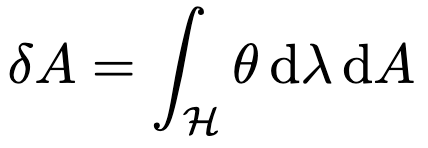 δA = ∫_ℋ θ dλ dA